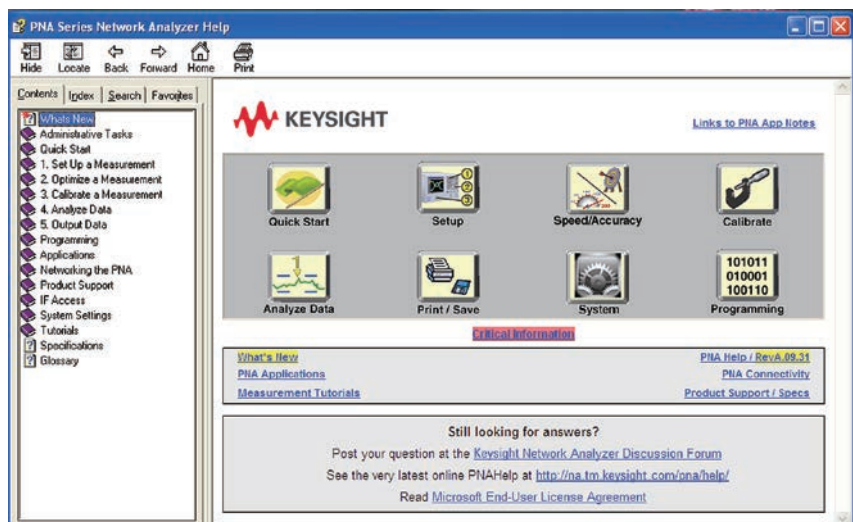 PNA Series Network Analyzer Help
Hide Locate Back Forward Home Print
Contents Index Search Favorites
Whats New
Administrative Tasks
Quick Start
1. Set Up a Measurement
2. Optimize a Measurement
3. Calibrate a Measurement
4. Analyze Data
5. Output Data
Programming
Applications
Networking the PNA
Product Support
IF Access
System Settings
Tutorials
Specifications
Glossary
KEYSIGHT
Links to PNA App Notes
Quick Start Setup Speed/Accuracy Calibrate
101011
010001
100110
Analyze Data Print / Save System Programming
Critical Information
What's New PNA Help / RevA.09.31
PNA Applications PNA Connectivity
Measurement Tutorials Product Support / Specs
Still looking for answers?
Post your question at the Keysight Network Analyzer Discussion Forum
See the very latest online PNAHelp at http://na.tm.keysight.com/pna/help/
Read Microsoft End-User License Agreement